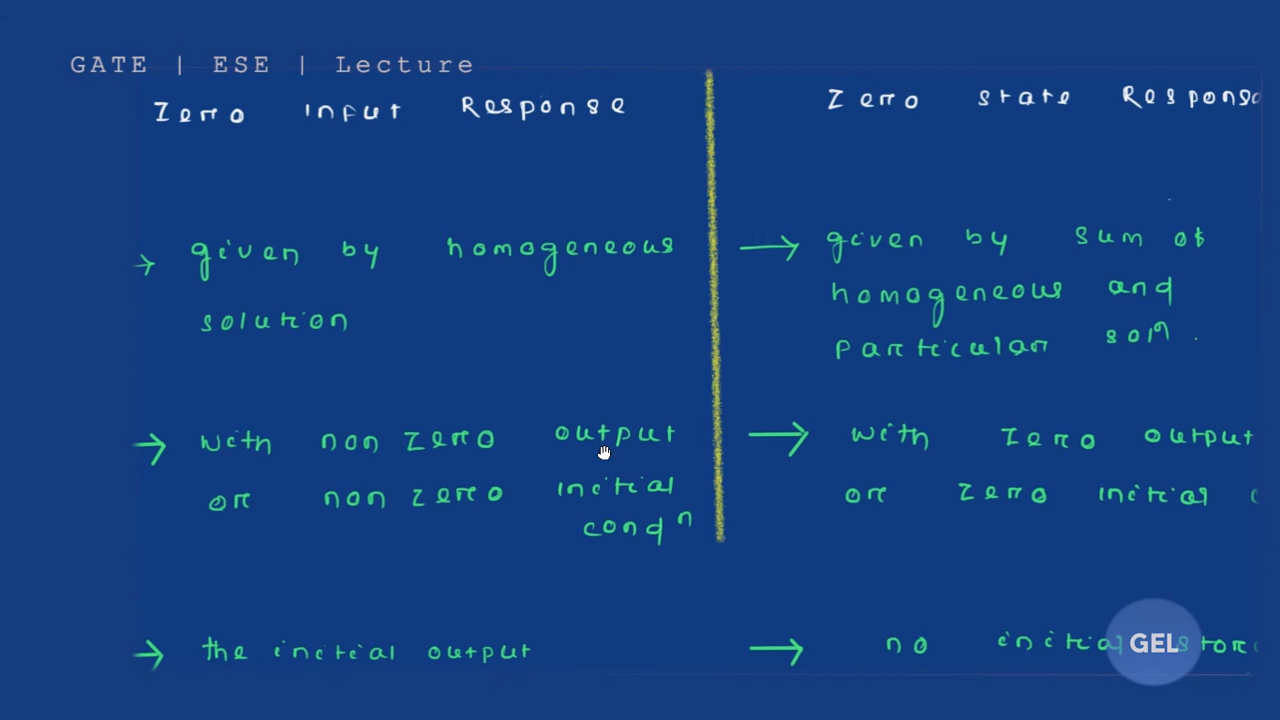 GATE | ESE | Lecture
Zero input Response
→ given by homogeneous
solution
→ with non zero output
or non zero initial
condn
→ the initial output
Zero state Respons
→ given by sum of
homogeneous and
particular soln.
→ with zero output
or zero initial
→ no initial stor
GEL